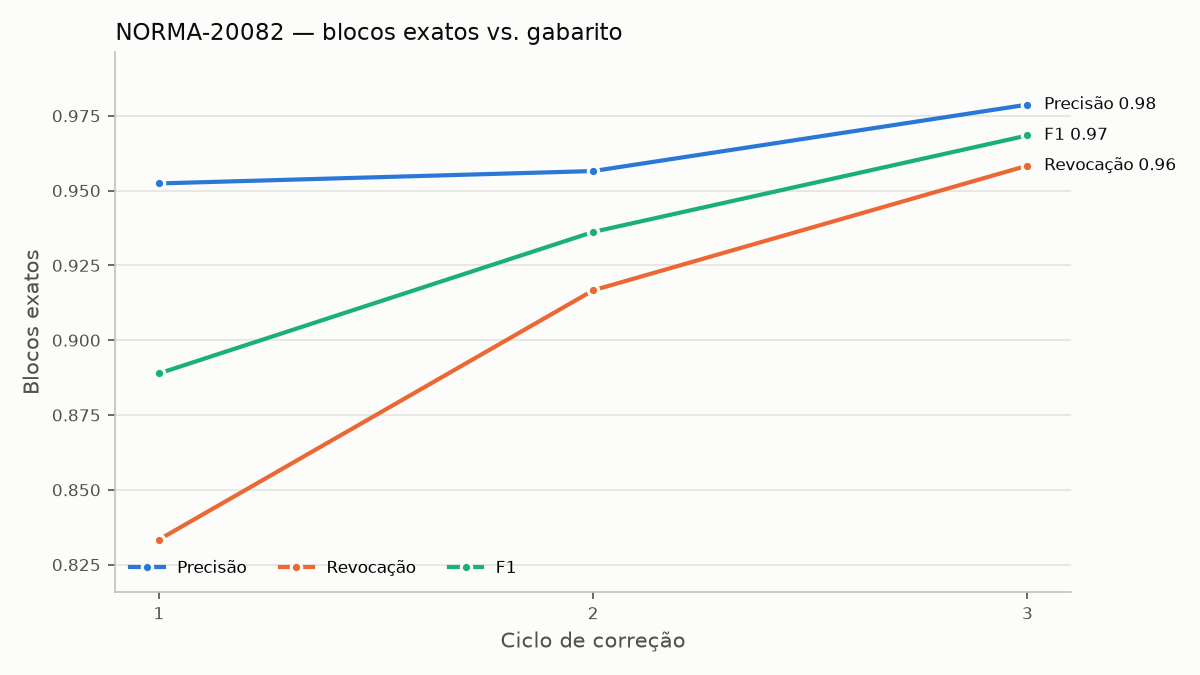 NORMA-20082 — blocos exatos vs. gabarito
Blocos exatos
0.975
0.950
0.925
0.900
0.875
0.850
0.825
Precisão 0.98
F1 0.97
Revocação 0.96
Precisão
Revocação
F1
1
2
3
Ciclo de correção